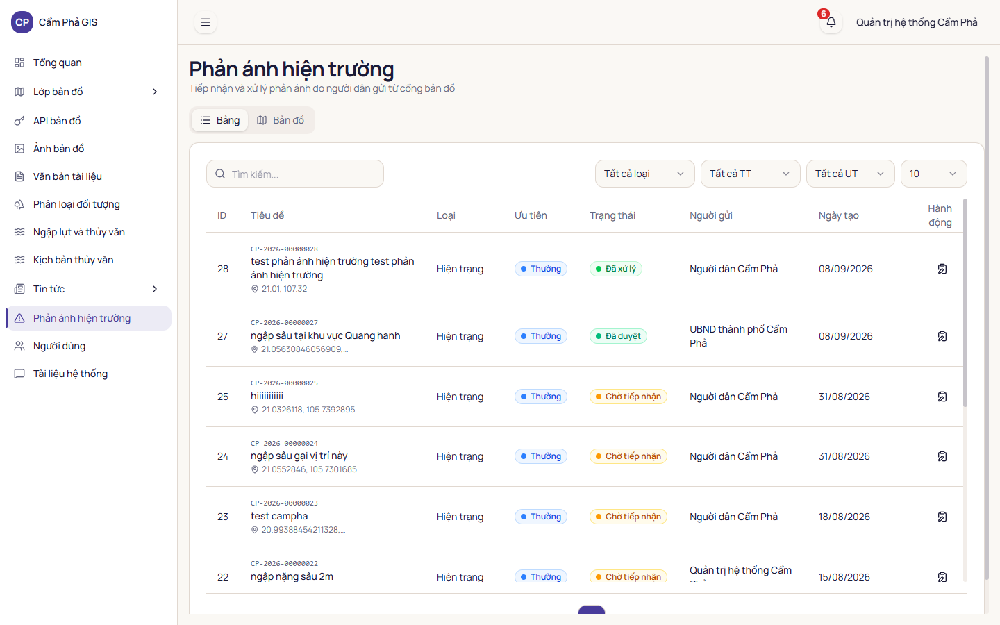 CP Cẩm Phả GIS
Tổng quan
Lớp bản đồ
API bản đồ
Ảnh bản đồ
Văn bản tài liệu
Phân loại đối tượng
Ngập lụt và thủy văn
Kịch bản thủy văn
Tin tức
Phản ánh hiện trường
Người dùng
Tài liệu hệ thống
6
Quản trị hệ thống Cẩm Phả
Phản ánh hiện trường
Tiếp nhận và xử lý phản ánh do người dân gửi từ cổng bản đồ
Bảng Bản đồ
Tìm kiếm... Tất cả loại Tất cả TT Tất cả UT 10
ID Tiêu đề Loại Ưu tiên Trạng thái Người gửi Ngày tạo Hành
động
CP-2026-00000028
28 test phản ánh hiện trường test phản Hiện trạng Thường Đã xử lý Người dân Cẩm Phả 08/09/2026
ánh hiện trường
21.01, 107.32
CP-2026-00000027
27 ngập sâu tại khu vực Quang hanh Hiện trạng Thường Đã duyệt UBND thành phố Cẩm 08/09/2026
Phả
21.05630846056909,...
CP-2026-00000025
25 hiiiiiiiiiii Hiện trạng Thường Chờ tiếp nhận Người dân Cẩm Phả 31/08/2026
21.0326118, 105.7392895
CP-2026-00000024
24 ngập sâu gại vị trí này Hiện trạng Thường Chờ tiếp nhận Người dân Cẩm Phả 31/08/2026
21.0552846, 105.7301685
CP-2026-00000023
23 test campha Hiện trạng Thường Chờ tiếp nhận Người dân Cẩm Phả 18/08/2026
20.99388454211328,...
CP-2026-00000022
22 ngập nặng sâu 2m Hiện trạng Thường Chờ tiếp nhận Quản trị hệ thống Cẩm 15/08/2026